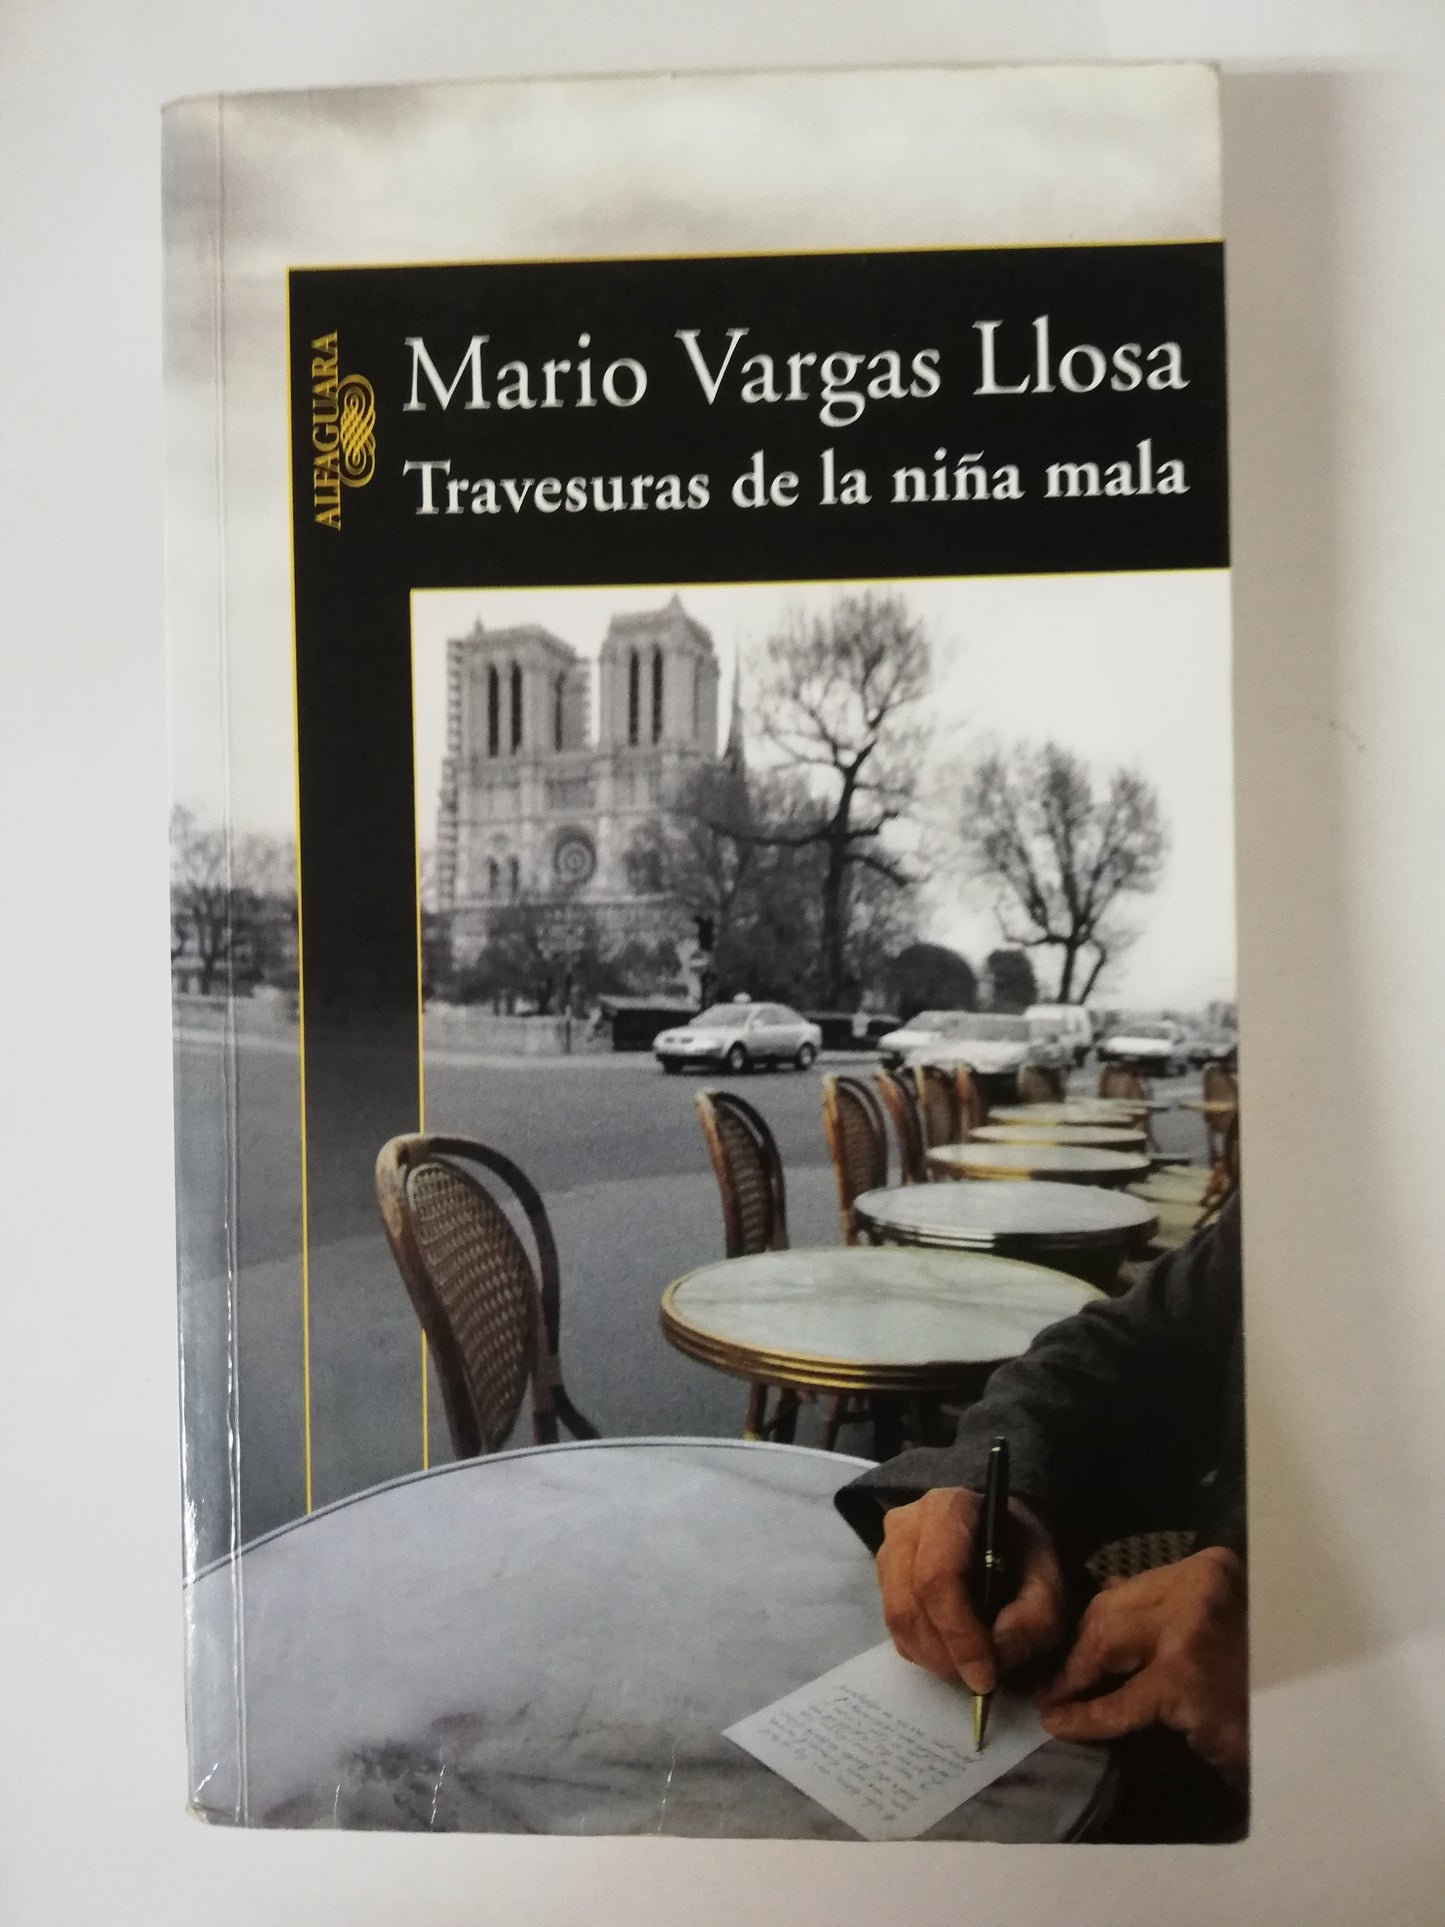 ALFAGUARA
Mario Vargas Llosa
Travesuras de la niña mala